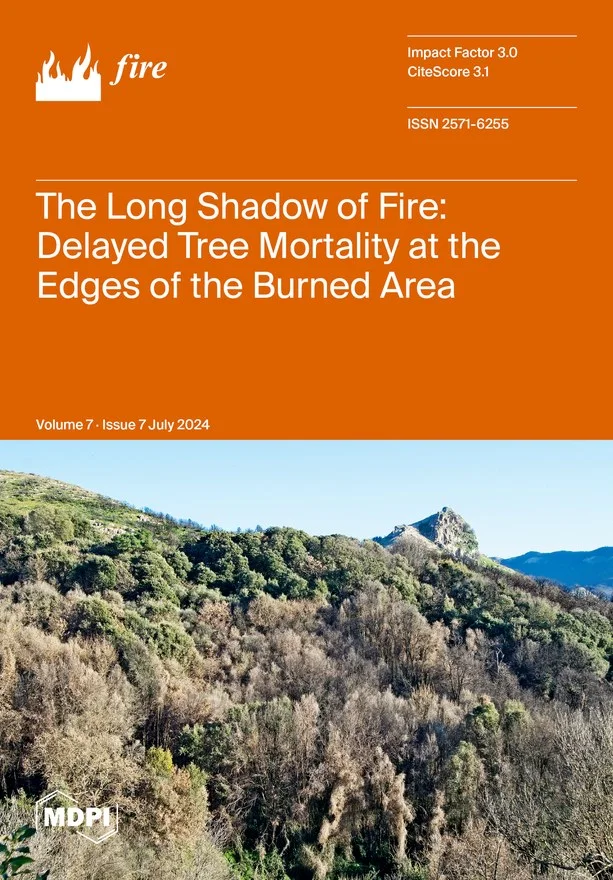 fire
Impact Factor 3.0
CiteScore 3.1
ISSN 2571-6255
The Long Shadow of Fire:
Delayed Tree Mortality at the
Edges of the Burned Area
Volume 7 · Issue 7 July 2024
MDPI